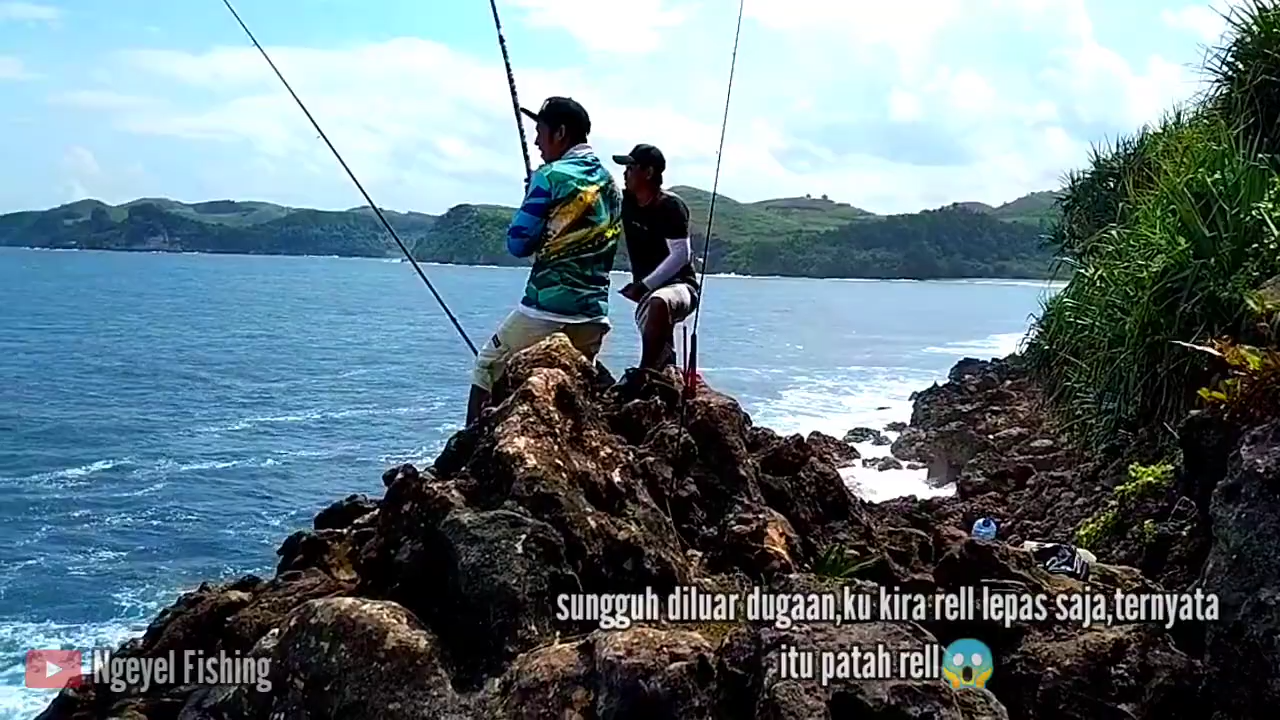 sungguh diluar dugaan,ku kira rell lepas saja,ternyata
itu patah rell😱
Ngeyel Fishing